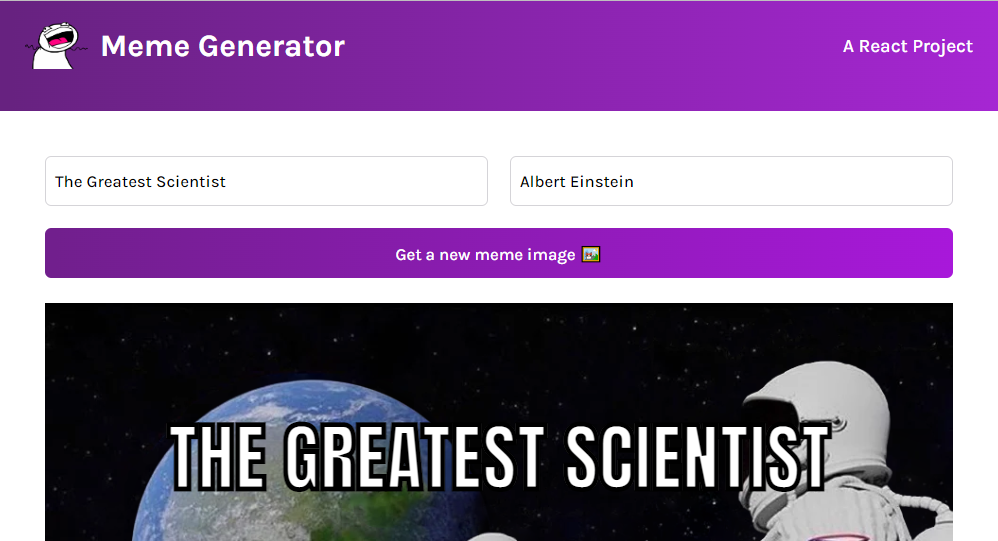 Meme Generator
A React Project
The Greatest Scientist
Albert Einstein
Get a new meme image
THE GREATEST SCIENTIST